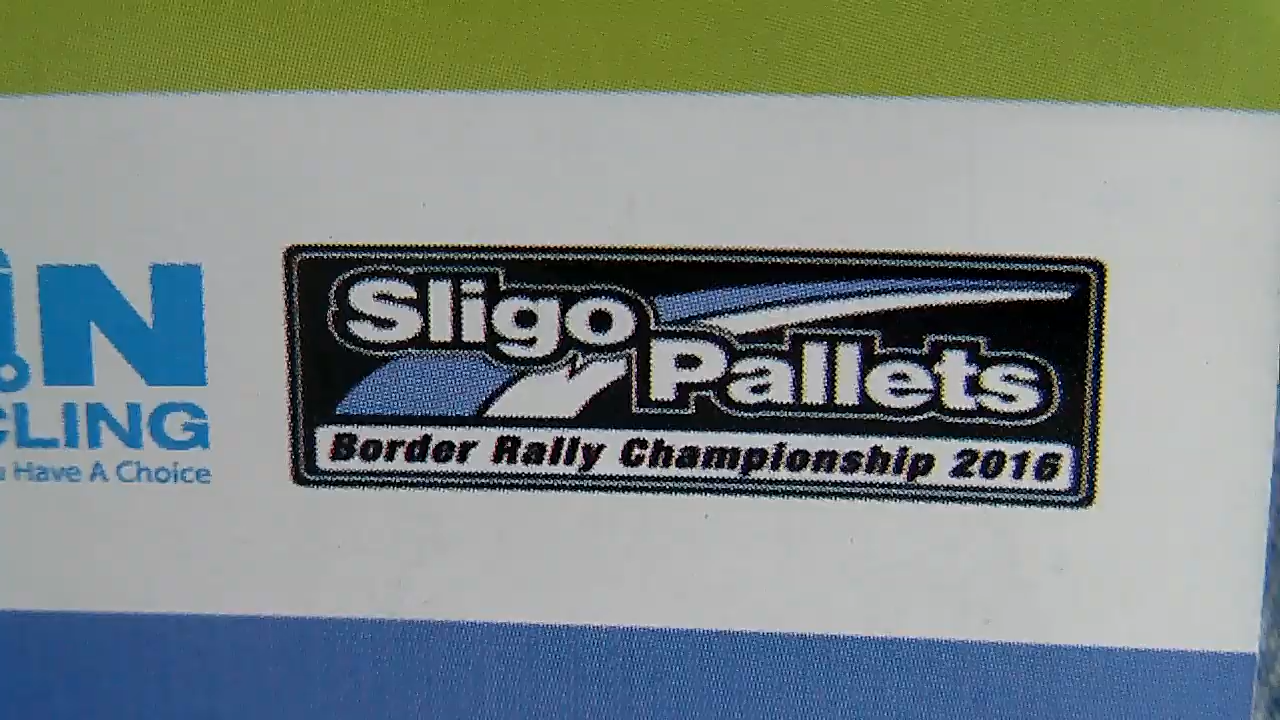 Sligo
Pallets
Border Rally Championship 2016
N
CLING
Have A Choice